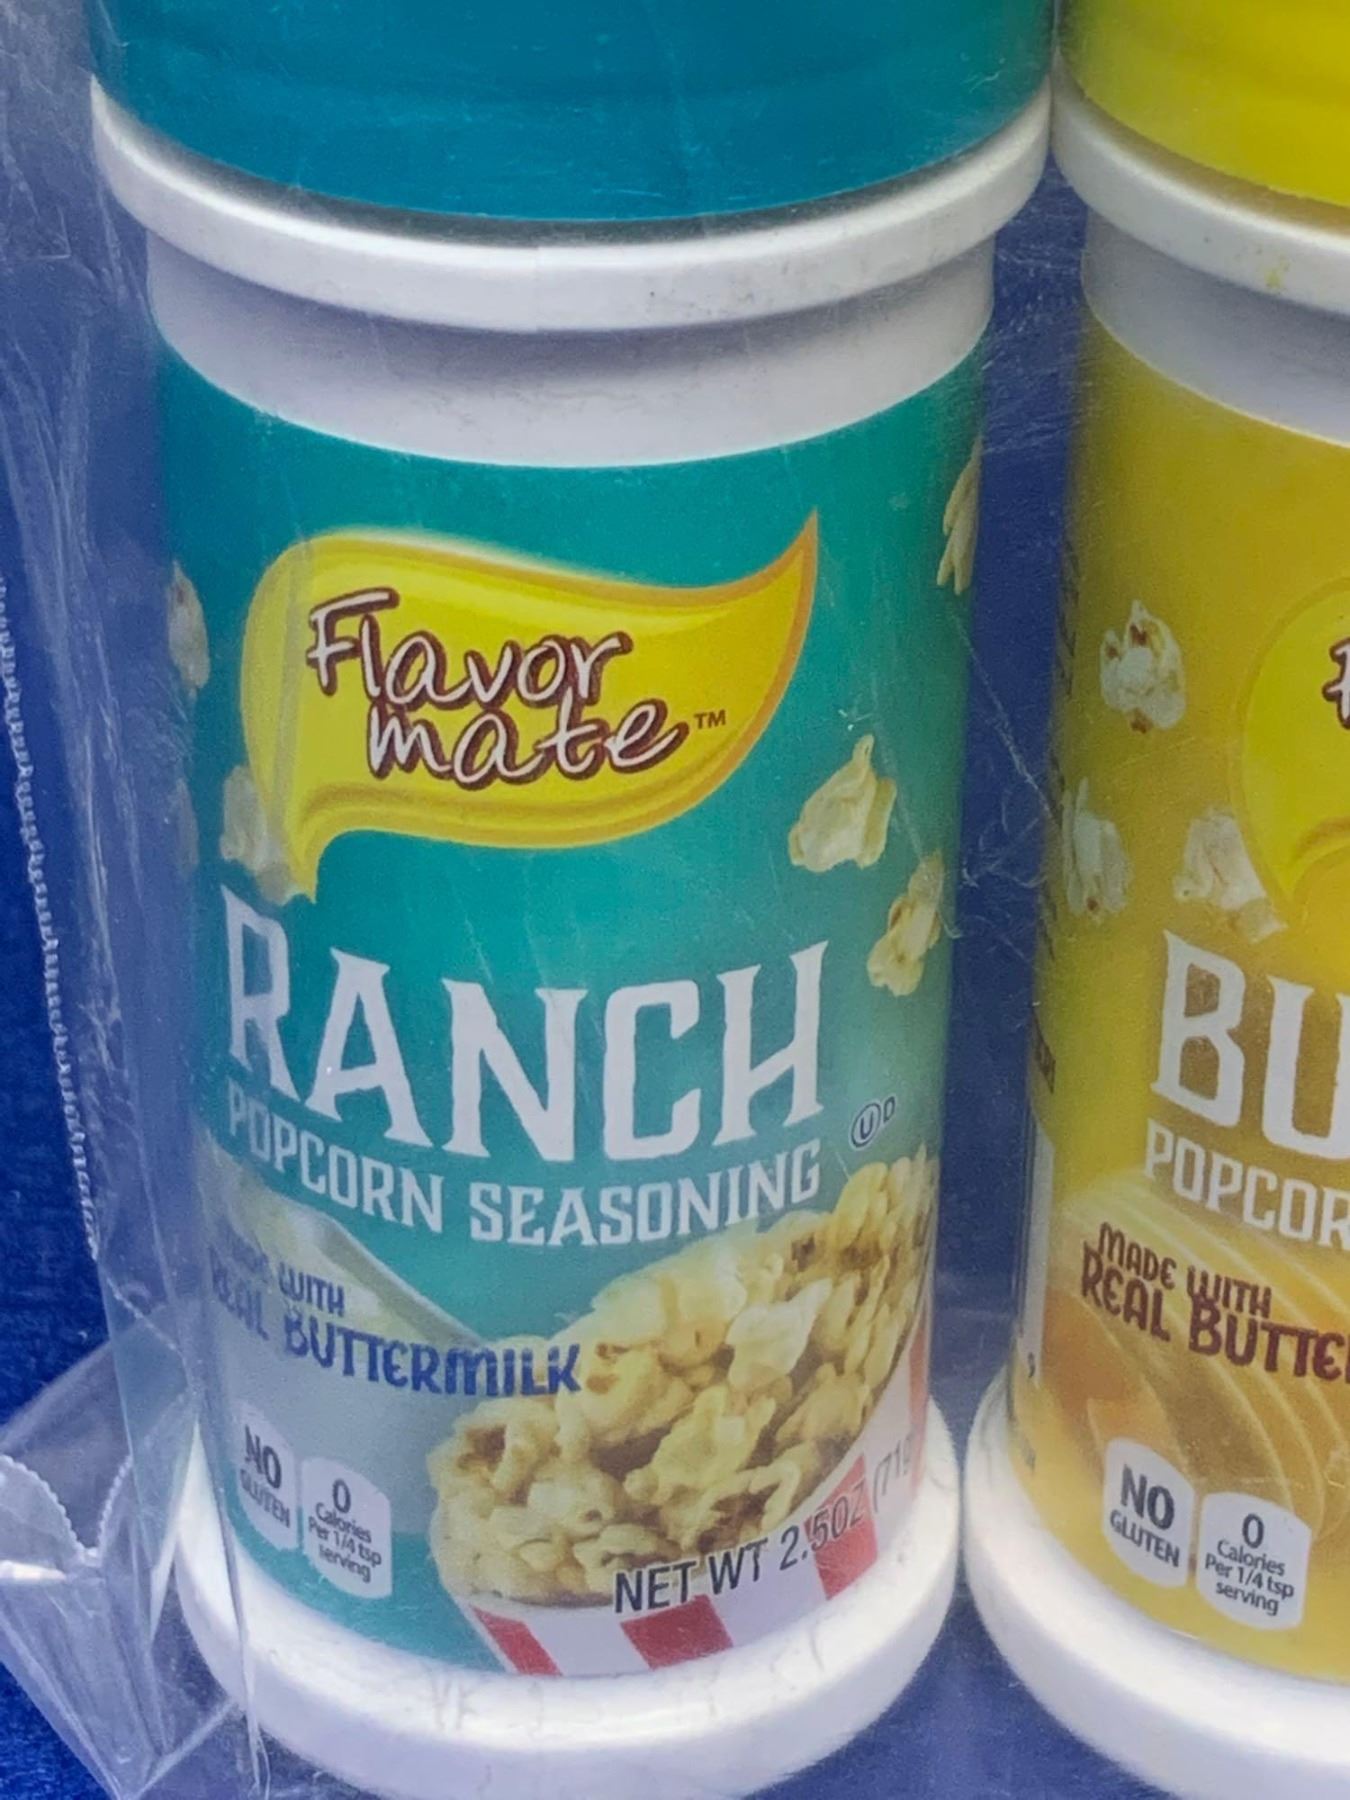 Flavor
mate™
RANCH
POPCORN SEASONING
Ⓤ D
MADE WITH
REAL BUTTERMILK
NO
GLUTEN
0
Calories
Per 1/4 tsp
serving
NET WT 2.5OZ (71g
BU
POPCOR
MADE WITH
REAL BUTTE
NO
GLUTEN
0
Calories
Per 1/4 tsp
serving